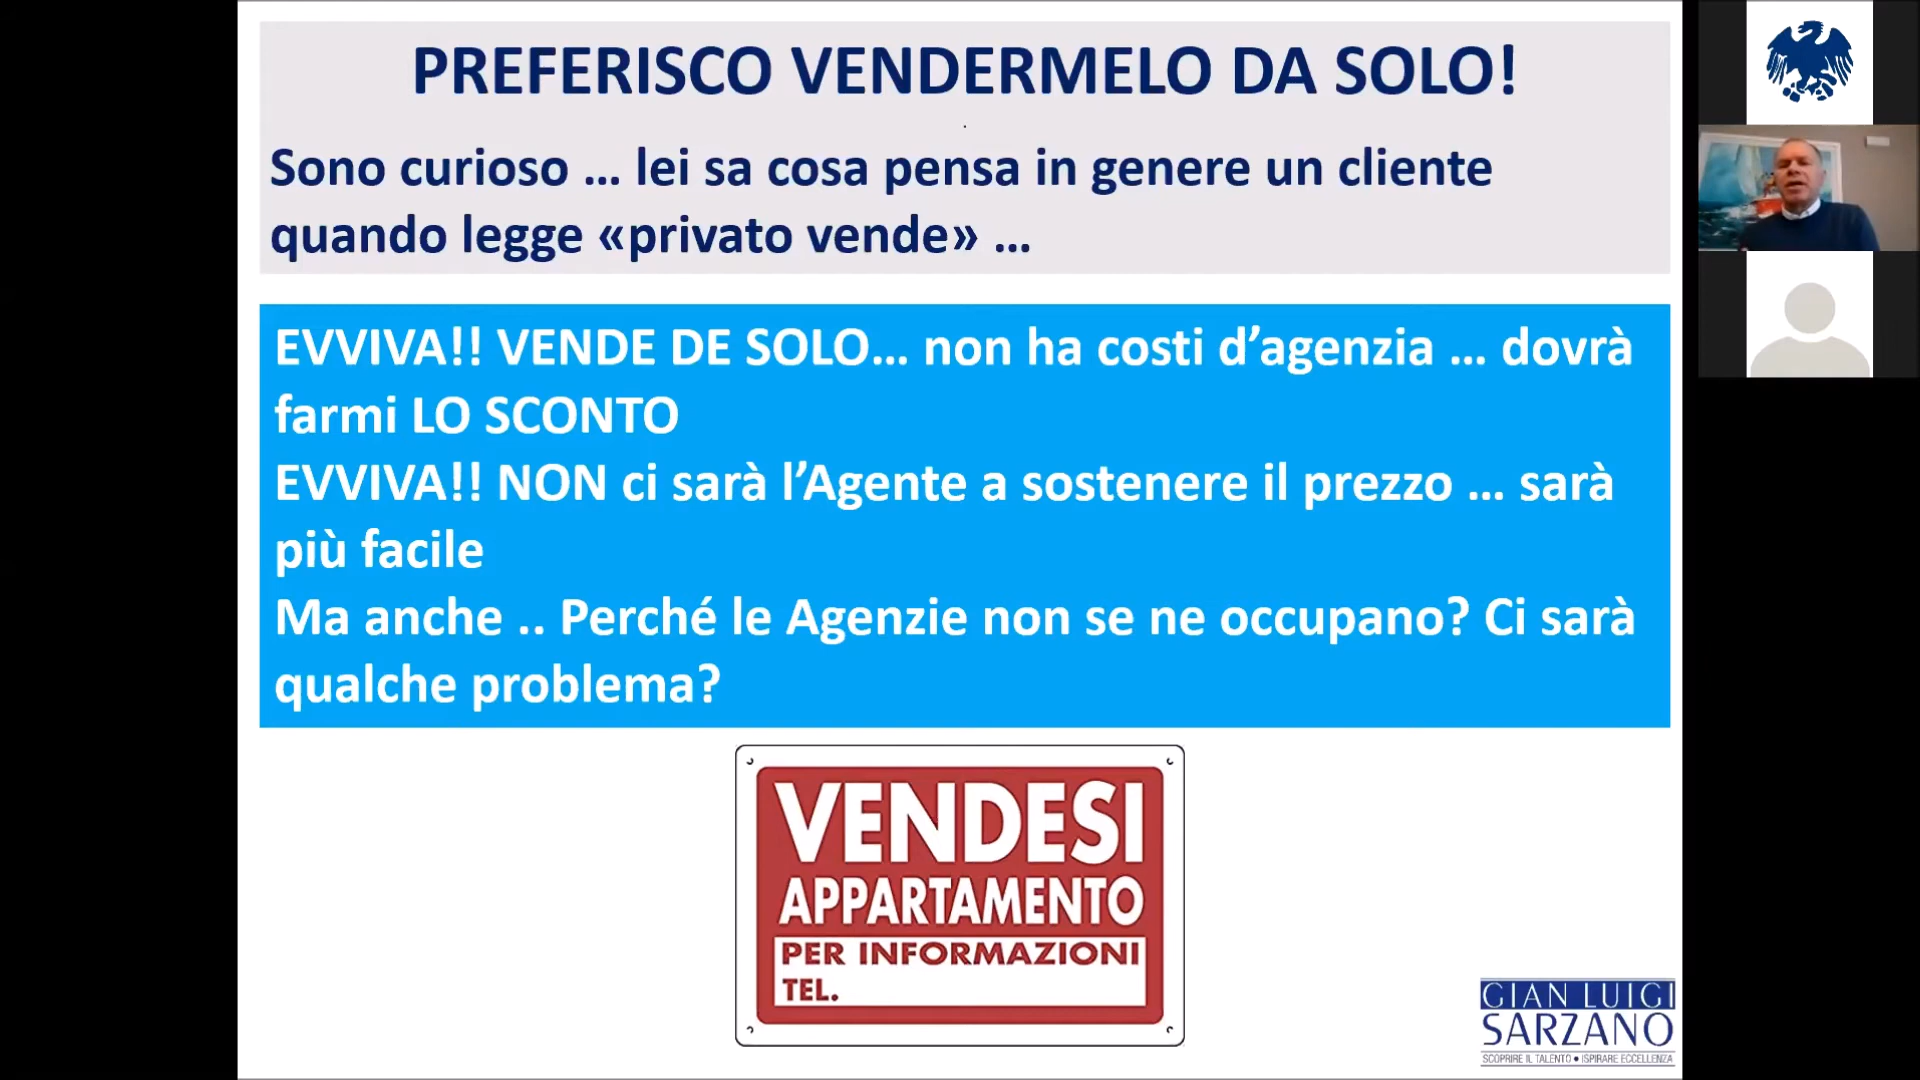 PREFERISCO VENDERMELO DA SOLO!
Sono curioso ... lei sa cosa pensa in genere un cliente
quando legge «privato vende» ...
EVVIVA!! VENDE DE SOLO... non ha costi d’agenzia ... dovrà
farmi LO SCONTO
EVVIVA!! NON ci sarà l’Agente a sostenere il prezzo ... sarà
più facile
Ma anche .. Perché le Agenzie non se ne occupano? Ci sarà
qualche problema?
VENDESI
APPARTAMENTO
PER INFORMAZIONI
TEL.
GIAN LUIGI
SARZANO
SCOPRIRE IL TALENTO • ISPIRARE ECCELLENZA